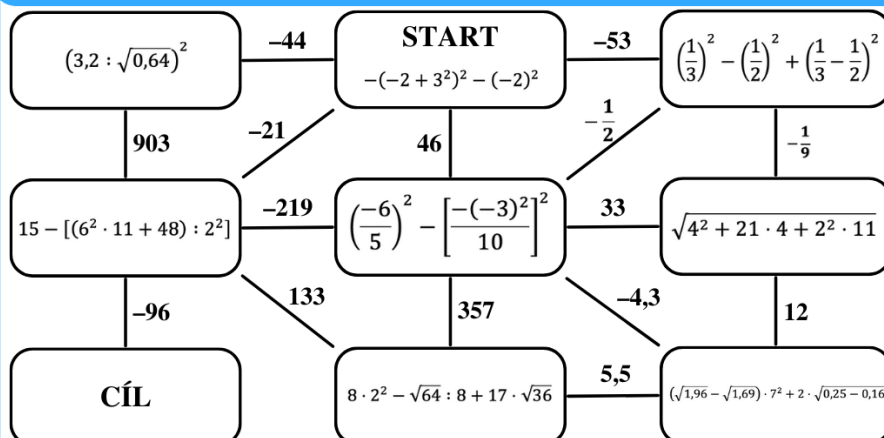 (3,2 : √0,64)²
–44
START
−(−2 + 3²)² − (−2)²
–53
(1/3)² − (1/2)² + (1/3 − 1/2)²
903
–21
46
−1/2
−1/9
15 − [(6² · 11 + 48) : 2²]
–219
(−6/5)² − [−(−3)²/10]²
33
√4² + 21 · 4 + 2² · 11
–96
133
357
–4,3
12
CÍL
8 · 2² − √64 : 8 + 17 · √36
5,5
(√1,96 − √1,69) · 7² + 2 · √0,25 − 0,16